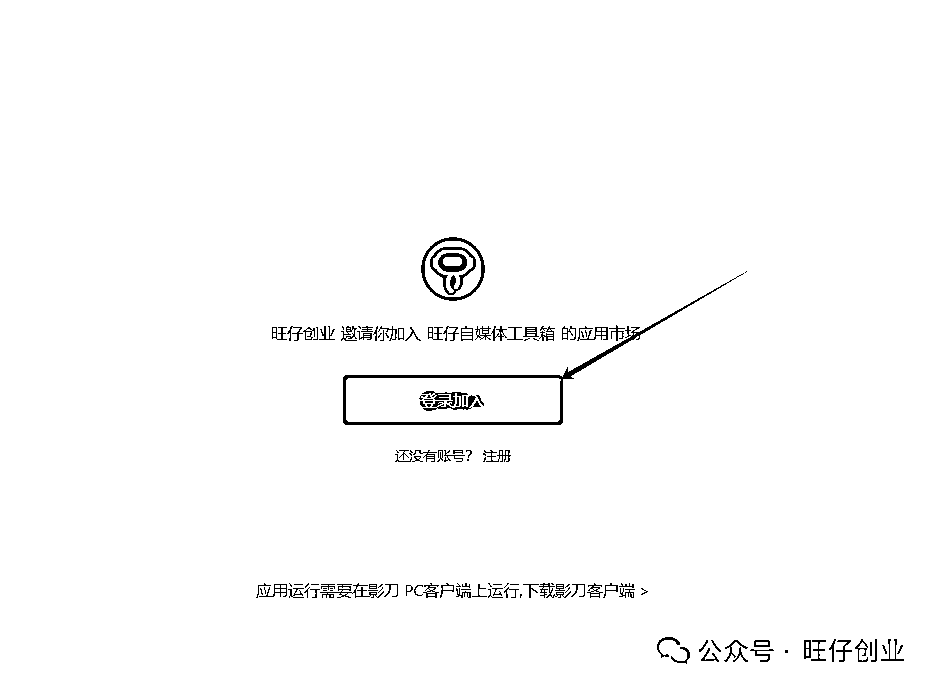 旺仔创业 邀请你加入 旺仔自媒体工具箱 的应用市场
登录加入
还没有账号? 注册
应用运行需要在影刀 PC客户端上运行,下载影刀客户端 >
公众号 · 旺仔创业